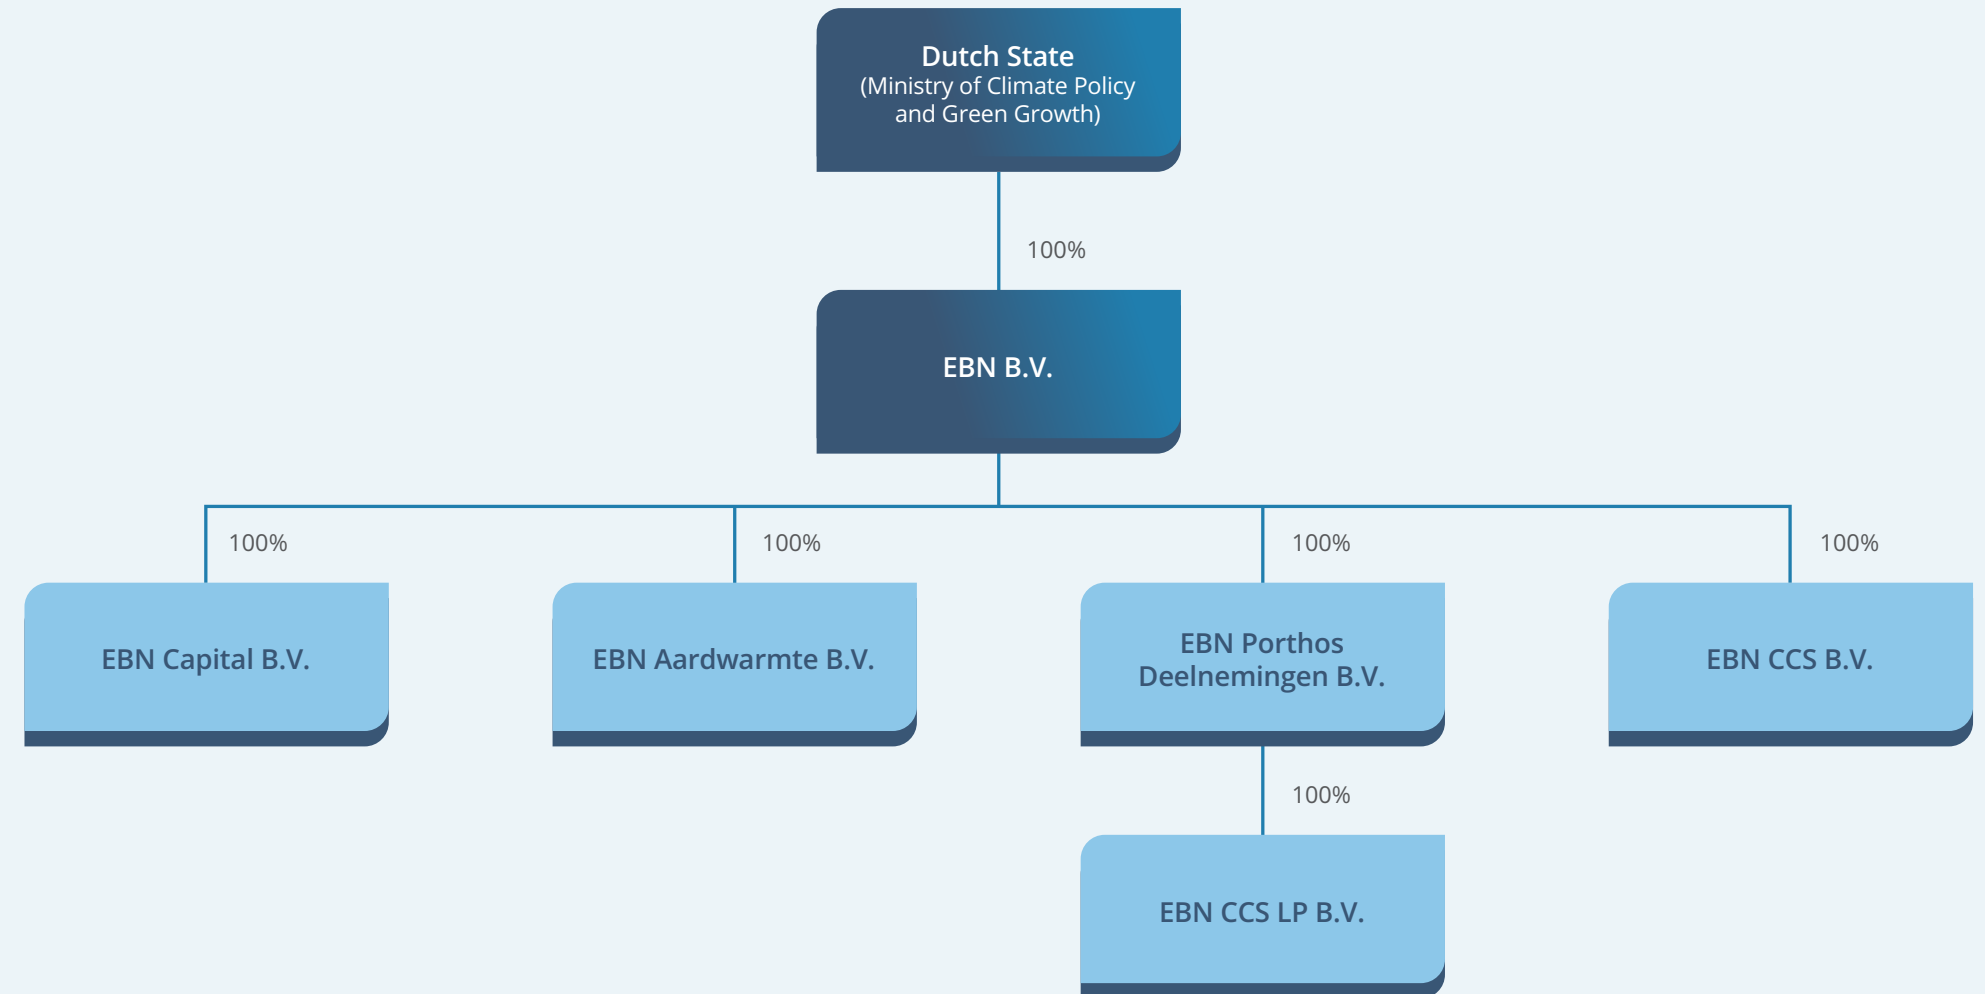 Dutch State
(Ministry of Climate Policy
and Green Growth)
100%
EBN B.V.
100%
100%
100%
100%
EBN Capital B.V.
EBN Aardwarmte B.V.
EBN Porthos
Deelnemingen B.V.
EBN CCS B.V.
100%
EBN CCS LP B.V.